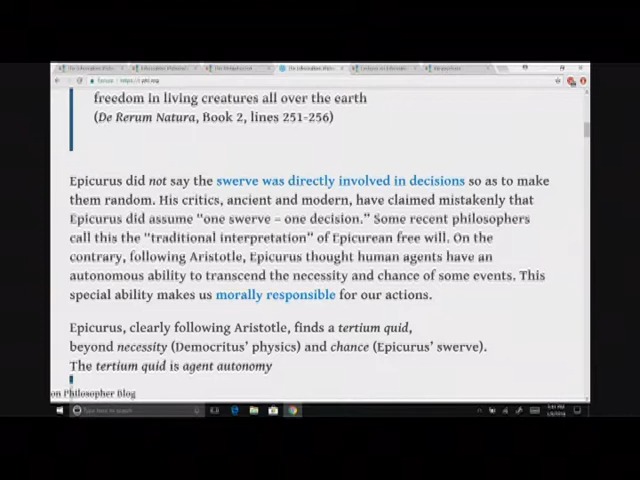 freedom in living creatures all over the earth
(De Rerum Natura, Book 2, lines 251-256)
Epicurus did not say the swerve was directly involved in decisions so as to make
them random. His critics, ancient and modern, have claimed mistakenly that
Epicurus did assume “one swerve – one decision.” Some recent philosophers
call this the “traditional interpretation” of Epicurean free will. On the
contrary, following Aristotle, Epicurus thought human agents have an
autonomous ability to transcend the necessity and chance of some events. This
special ability makes us morally responsible for our actions.
Epicurus, clearly following Aristotle, finds a tertium quid,
beyond necessity (Democritus’ physics) and chance (Epicurus’ swerve).
The tertium quid is agent autonomy
on Philosopher Blog
Type here to search